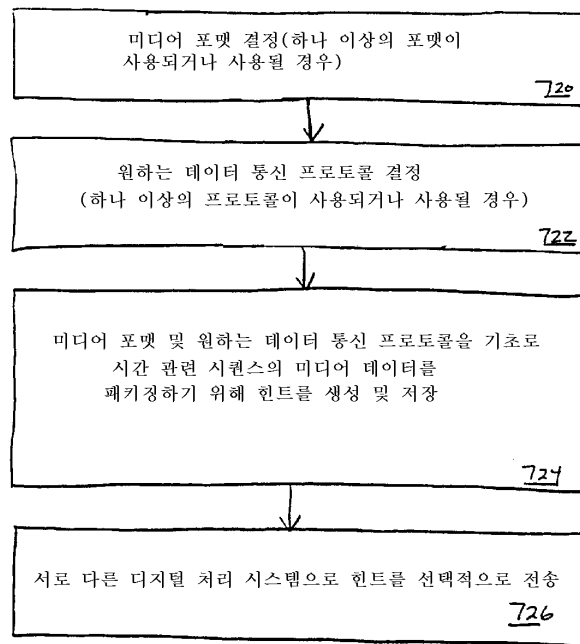 미디어 포맷 결정(하나 이상의 포맷이
사용되거나 사용될 경우)
720
원하는 데이터 통신 프로토콜 결정
(하나 이상의 프로토콜이 사용되거나 사용될 경우)
722
미디어 포맷 및 원하는 데이터 통신 프로토콜을 기초로
시간 관련 시퀀스의 미디어 데이터를
패키징하기 위해 힌트를 생성 및 저장
724
서로 다른 디지털 처리 시스템으로 힌트를 선택적으로 전송
726